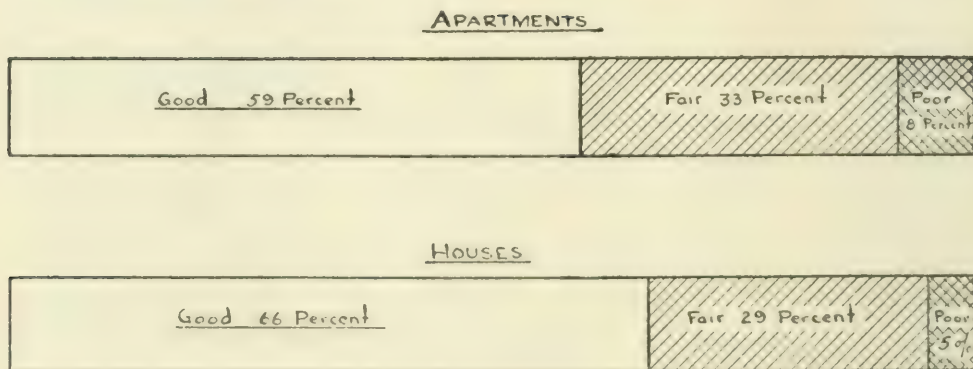 APARTMENTS
Good 59 Percent
Fair 33 Percent
Poor
8 Percent
HOUSES
Good 66 Percent
Fair 29 Percent
Poor
5%